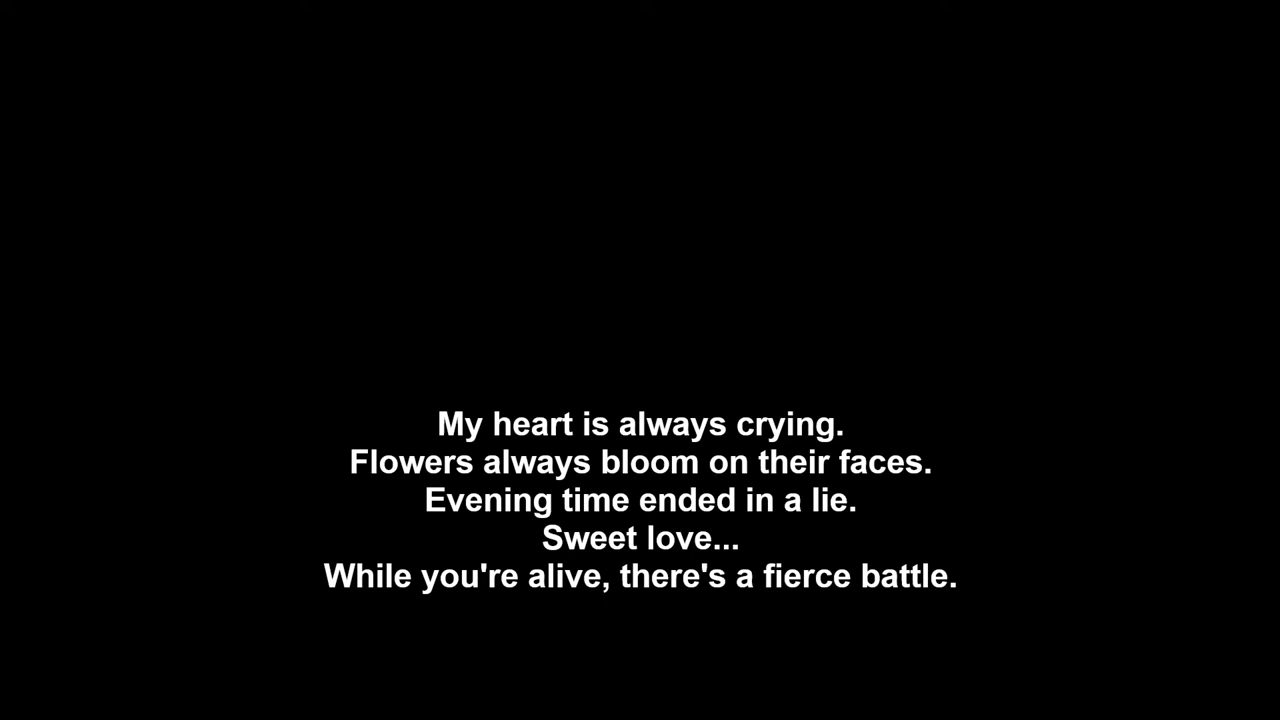 My heart is always crying.
Flowers always bloom on their faces.
Evening time ended in a lie.
Sweet love...
While you're alive, there's a fierce battle.